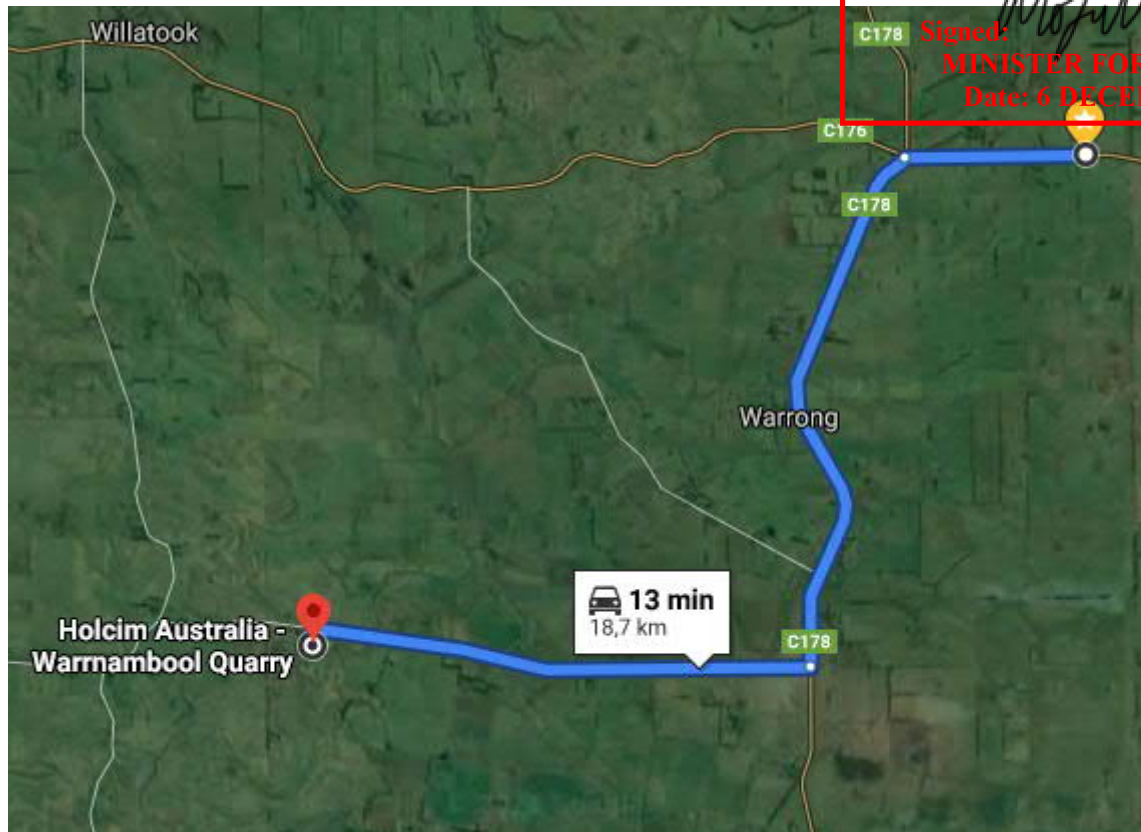 Willatook
C178
Signed:
MINISTER FOR
Date: 6 DECE
C176
C178
Warrong
13 min
18,7 km
Holcim Australia -
Warrnambool Quarry
C178